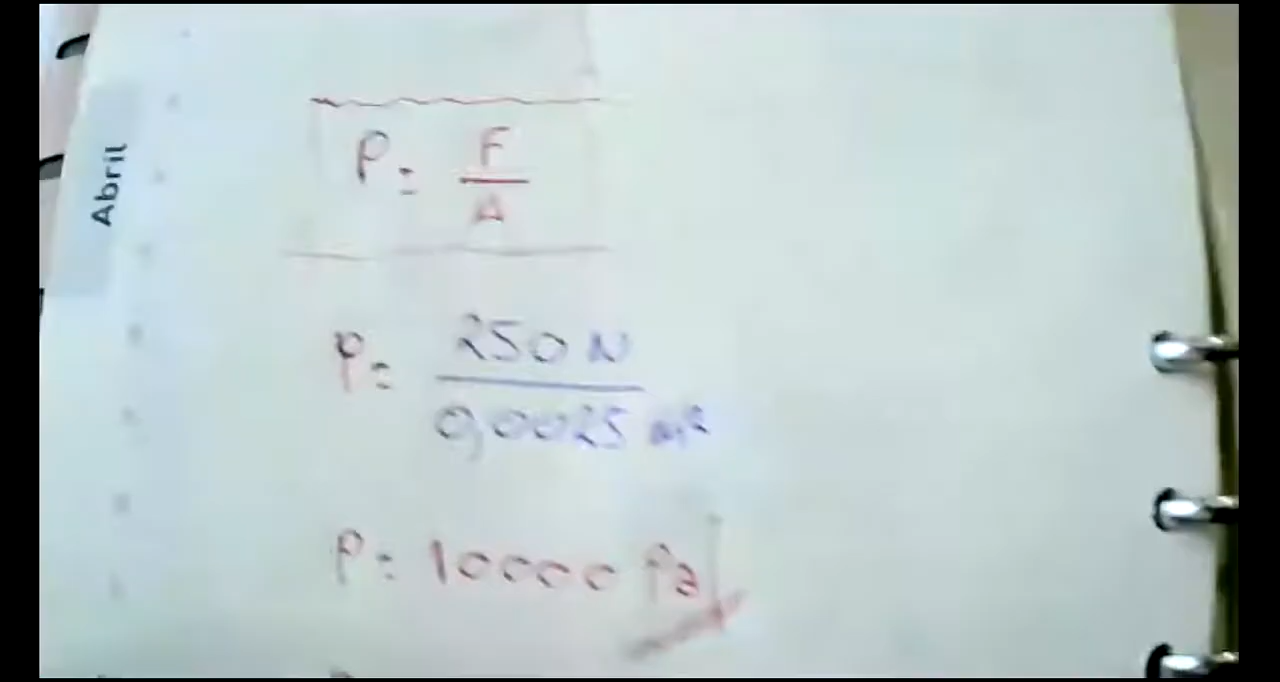 Abril
P = F/A
P = 250 N / 0,0025 m²
P = 10000 Pa